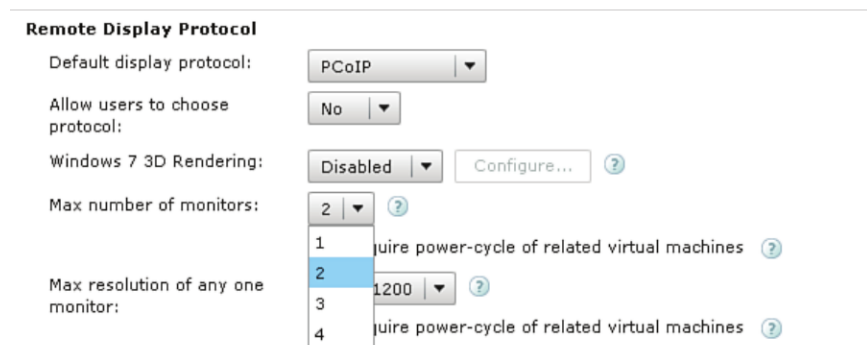 Remote Display Protocol
Default display protocol:
PCoIP
Allow users to choose
protocol:
No
Windows 7 3D Rendering:
Disabled
Configure...
?
Max number of monitors:
2
?
1
2
3
4
power-cycle of related virtual machines
?
Max resolution of any one
monitor:
1200
?
power-cycle of related virtual machines
?